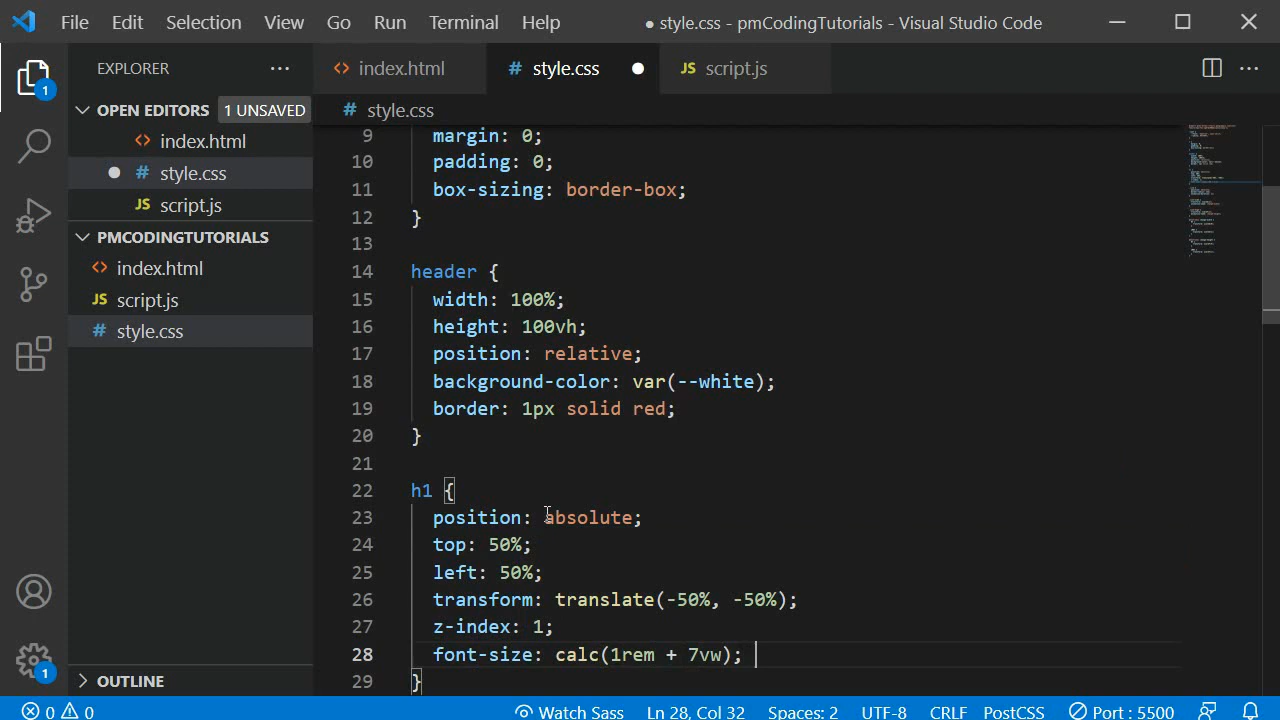 File Edit Selection View Go Run Terminal Help ● style.css - pmCodingTutorials - Visual Studio Code
EXPLORER
OPEN EDITORS 1 UNSAVED
index.html
# style.css
JS script.js
PMCODINGTUTORIALS
index.html
JS script.js
# style.css
OUTLINE
1
1
index.html # style.css ● JS script.js
# style.css
9 margin: 0;
10 padding: 0;
11 box-sizing: border-box;
12 }
13
14 header {
15 width: 100%;
16 height: 100vh;
17 position: relative;
18 background-color: var(--white);
19 border: 1px solid red;
20 }
21
22 h1 {
23 position: absolute;
24 top: 50%;
25 left: 50%;
26 transform: translate(-50%, -50%);
27 z-index: 1;
28 font-size: calc(1rem + 7vw);
29 }
0 0 Watch Sass Ln 28, Col 32 Spaces: 2 UTF-8 CRLF PostCSS Port : 5500